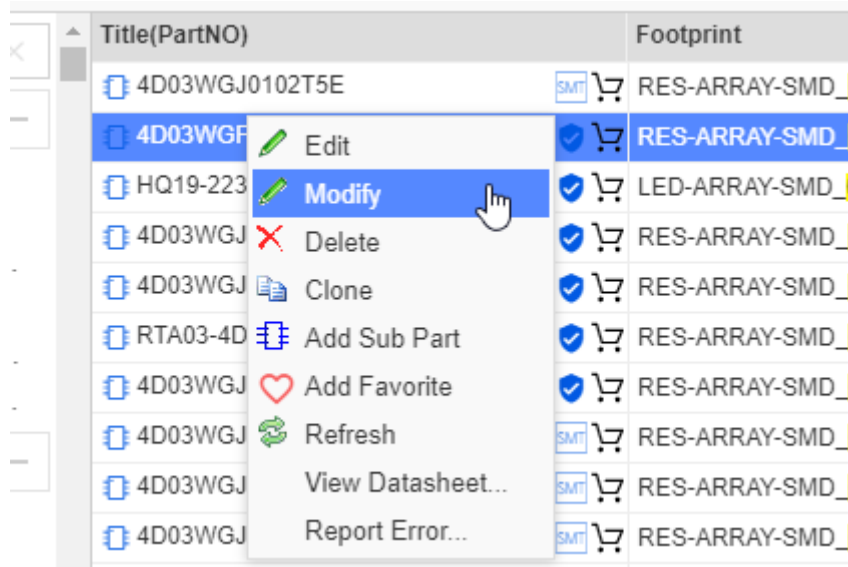 Title(PartNO) Footprint
4D03WGJ0102T5E SMT RES-ARRAY-SMD_
4D03WGF RES-ARRAY-SMD_
HQ19-223 LED-ARRAY-SMD_
4D03WGJ RES-ARRAY-SMD_
4D03WGJ RES-ARRAY-SMD_
RTA03-4D RES-ARRAY-SMD_
4D03WGJ RES-ARRAY-SMD_
4D03WGJ SMT RES-ARRAY-SMD_
4D03WGJ SMT RES-ARRAY-SMD_
4D03WGJ SMT RES-ARRAY-SMD_
Edit
Modify
Delete
Clone
Add Sub Part
Add Favorite
Refresh
View Datasheet...
Report Error...